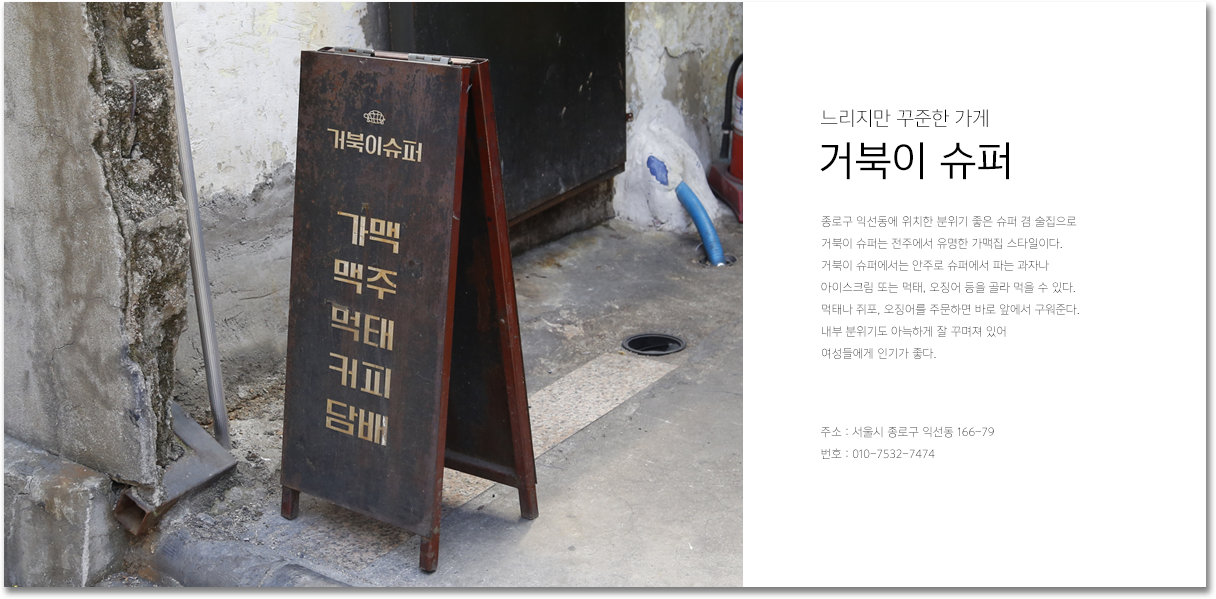 거북이슈퍼
가맥
맥주
먹태
커피
담배
느리지만 꾸준한 가게
거북이 슈퍼
종로구 익선동에 위치한 분위기 좋은 슈퍼 겸 술집으로
거북이 슈퍼는 전주에서 유명한 가맥집 스타일이다.
거북이 슈퍼에서는 안주로 슈퍼에서 파는 과자나
아이스크림 또는 먹태, 오징어 등을 골라 먹을 수 있다.
먹태나 쥐포, 오징어를 주문하면 바로 앞에서 구워준다.
내부 분위기도 아늑하게 잘 꾸며져 있어
여성들에게 인기가 좋다.
주소 : 서울시 종로구 익선동 166-79
번호 : 010-7532-7474